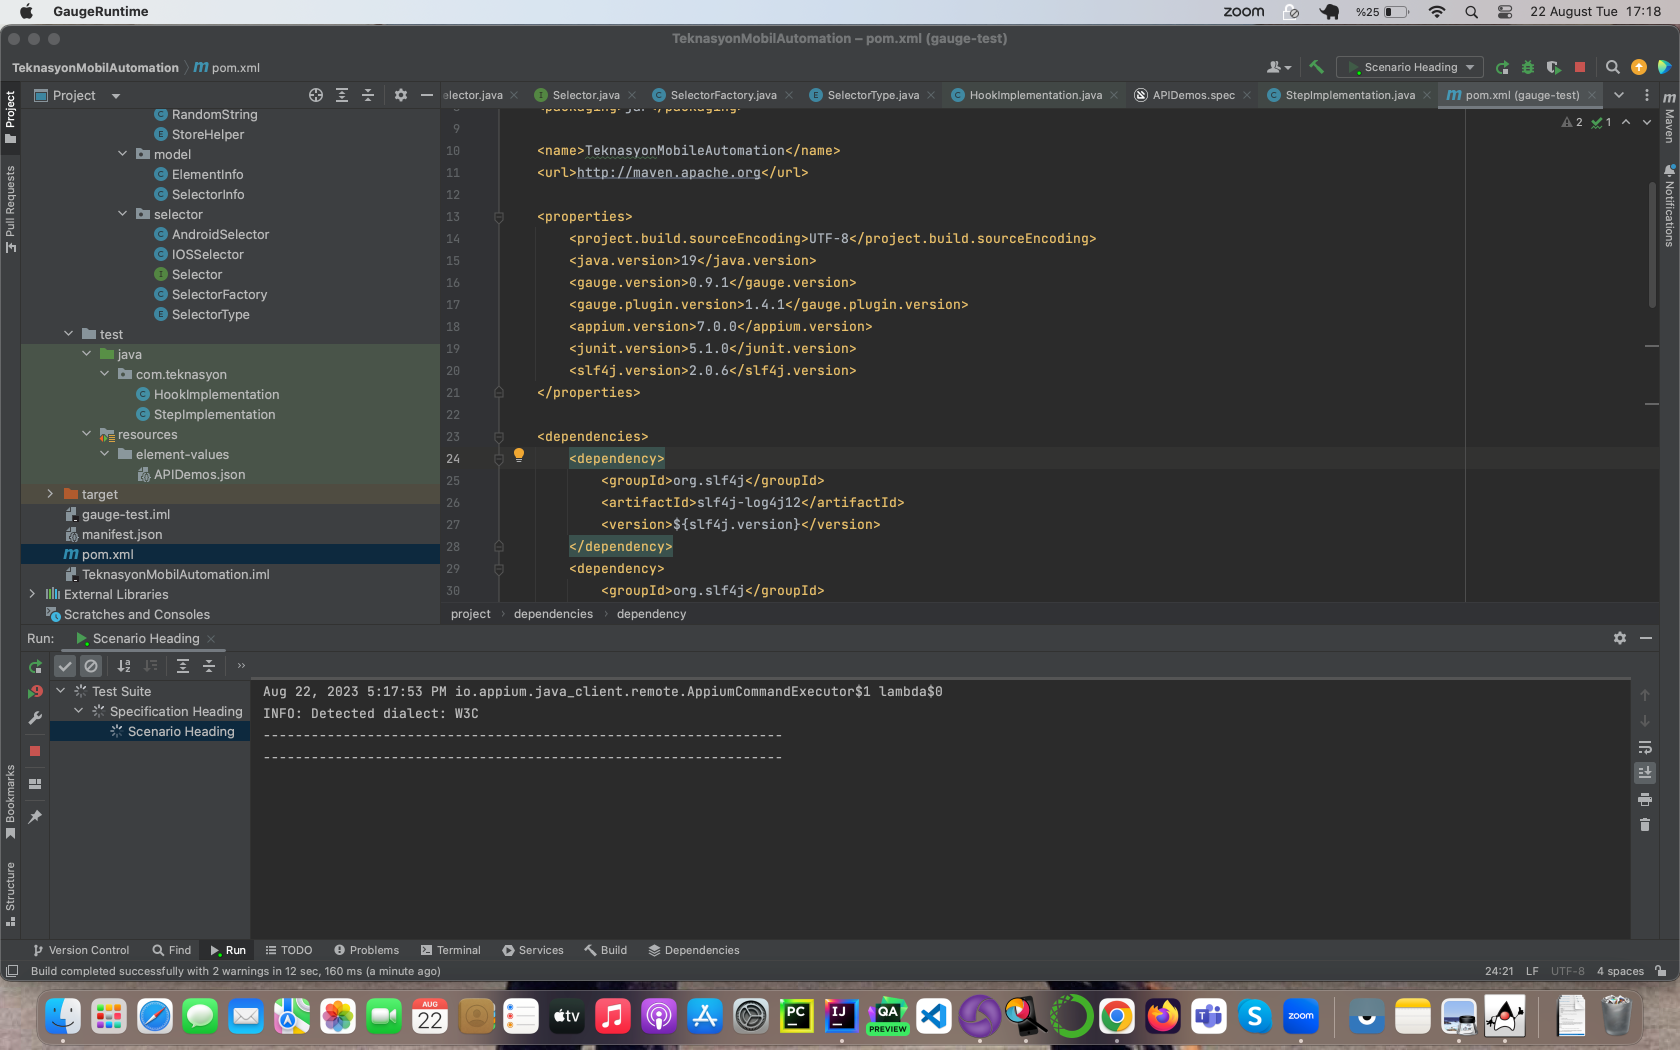 GaugeRuntime
zoom
%25
22 August Tue 17:18
TeknasyonMobilAutomation – pom.xml (gauge-test)
TeknasyonMobilAutomation
pom.xml
Scenario Heading
Project
elector.java
Selector.java
SelectorFactory.java
SelectorType.java
HookImplementation.java
APIDemos.spec
StepImplementation.java
pom.xml (gauge-test)
Project
Pull Requests
Bookmarks
Structure
Maven
Notifications
RandomString
StoreHelper
model
ElementInfo
SelectorInfo
selector
AndroidSelector
IOSSelector
Selector
SelectorFactory
SelectorType
test
java
com.teknasyon
HookImplementation
StepImplementation
resources
element-values
APIDemos.json
target
gauge-test.iml
manifest.json
pom.xml
TeknasyonMobilAutomation.iml
External Libraries
Scratches and Consoles
2 1
8 <packaging>jar</packaging>
9
10 <name>TeknasyonMobileAutomation</name>
11 <url>http://maven.apache.org</url>
12
13 <properties>
14 <project.build.sourceEncoding>UTF-8</project.build.sourceEncoding>
15 <java.version>19</java.version>
16 <gauge.version>0.9.1</gauge.version>
17 <gauge.plugin.version>1.4.1</gauge.plugin.version>
18 <appium.version>7.0.0</appium.version>
19 <junit.version>5.1.0</junit.version>
20 <slf4j.version>2.0.6</slf4j.version>
21 </properties>
22
23 <dependencies>
24 <dependency>
25 <groupId>org.slf4j</groupId>
26 <artifactId>slf4j-log4j12</artifactId>
27 <version>${slf4j.version}</version>
28 </dependency>
29 <dependency>
30 <groupId>org.slf4j</groupId>
project
dependencies
dependency
Run:
Scenario Heading
Test Suite
Specification Heading
Scenario Heading
Aug 22, 2023 5:17:53 PM io.appium.java_client.remote.AppiumCommandExecutor$1 lambda$0
INFO: Detected dialect: W3C
-----------------------------------------------------------------
-----------------------------------------------------------------
Version Control
Find
Run
TODO
Problems
Terminal
Services
Build
Dependencies
Build completed successfully with 2 warnings in 12 sec, 160 ms (a minute ago)
24:21 LF UTF-8 4 spaces
AUG
22
tv
PC
IJ
QA
PREVIEW
zoom